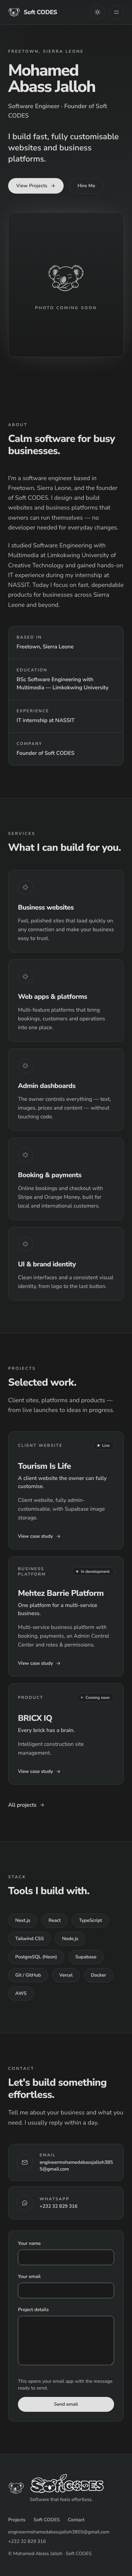 Soft CODES
FREETOWN, SIERRA LEONE
Mohamed
Abass Jalloh
Software Engineer · Founder of Soft
CODES
I build fast, fully customisable
websites and business
platforms.
View Projects →
Hire Me
PHOTO COMING SOON
ABOUT
Calm software for busy
businesses.
I'm a software engineer based in
Freetown, Sierra Leone, and the founder
of Soft CODES. I design and build
websites and business platforms that
owners can run themselves — no
developer needed for everyday changes.
I studied Software Engineering with
Multimedia at Limkokwing University of
Creative Technology and gained hands-on
IT experience during my internship at
NASSIT. Today I focus on fast, dependable
products for businesses across Sierra
Leone and beyond.
BASED IN
Freetown, Sierra Leone
EDUCATION
BSc Software Engineering with
Multimedia — Limkokwing University
EXPERIENCE
IT internship at NASSIT
COMPANY
Founder of Soft CODES
SERVICES
What I can build for you.
Business websites
Fast, polished sites that load quickly on
any connection and make your business
easy to trust.
Web apps & platforms
Multi-feature platforms that bring
bookings, customers and operations
into one place.
Admin dashboards
The owner controls everything — text,
images, prices and content — without
touching code.
Booking & payments
Online bookings and checkout with
Stripe and Orange Money, built for
local and international customers.
UI & brand identity
Clean interfaces and a consistent visual
identity, from logo to the last button.
PROJECTS
Selected work.
Client sites, platforms and products —
from live launches to ideas in progress.
CLIENT WEBSITE
Live
Tourism Is Life
A client website the owner can fully
customise.
Client website, fully admin-
customisable, with Supabase image
storage.
View case study →
BUSINESS
PLATFORM
In development
Mehtez Barrie Platform
One platform for a multi-service
business.
Multi-service business platform with
booking, payments, an Admin Control
Center and roles & permissions.
View case study →
PRODUCT
Coming soon
BRICX IQ
Every brick has a brain.
Intelligent construction site
management.
View case study →
All projects →
STACK
Tools I build with.
Next.js
React
TypeScript
Tailwind CSS
Node.js
PostgreSQL (Neon)
Supabase
Git / GitHub
Vercel
Docker
AWS
CONTACT
Let's build something
effortless.
Tell me about your business and what you
need. I usually reply within a day.
EMAIL
engineermohamedabassjalloh385
5@gmail.com
WHATSAPP
+232 32 829 316
Your name
Your email
Project details
This opens your email app with the message
ready to send.
Send email
Soft CODES
Software that feels effortless.
Projects
Soft CODES
Contact
engineermohamedabassjalloh3855@gmail.com
+232 32 829 316
© Mohamed Abass Jalloh · Soft CODES